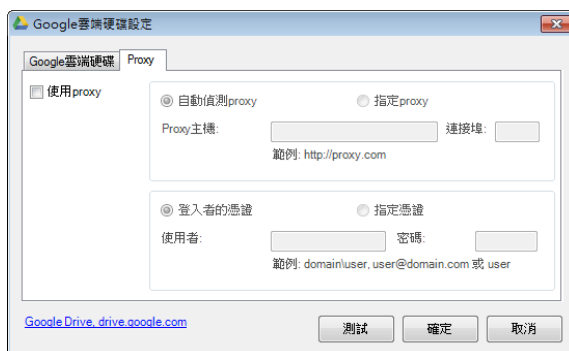 Google雲端硬碟設定
Google雲端硬碟 Proxy
使用proxy
自動偵測proxy 指定proxy
Proxy主機: 連接埠:
範例: http://proxy.com
登入者的憑證 指定憑證
使用者: 密碼:
範例: domain\user, user@domain.com 或 user
Google Drive, drive.google.com
測試 確定 取消